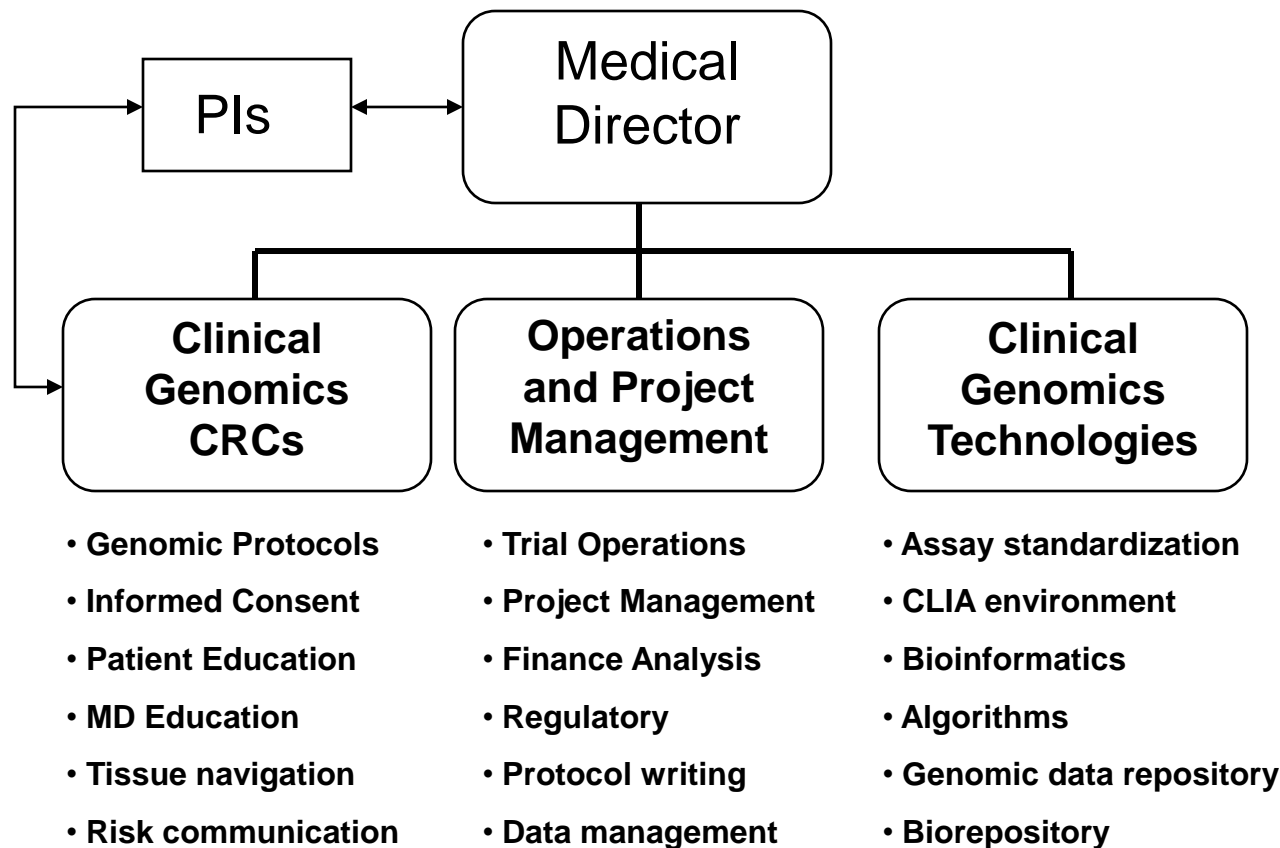 PIs
Medical
Director
Clinical
Genomics
CRCs
Operations
and Project
Management
Clinical
Genomics
Technologies
• Genomic Protocols
• Informed Consent
• Patient Education
• MD Education
• Tissue navigation
• Risk communication
• Trial Operations
• Project Management
• Finance Analysis
• Regulatory
• Protocol writing
• Data management
• Assay standardization
• CLIA environment
• Bioinformatics
• Algorithms
• Genomic data repository
• Biorepository